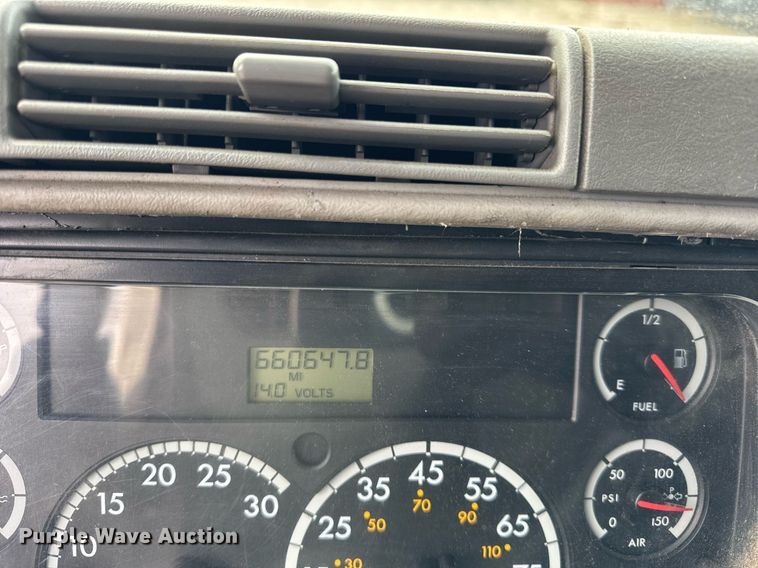 660647.8
MI
14.0 VOLTS
1/2
E
FUEL
50 100
PSI P
0 150
AIR
10 15 20 25 30
25 35 45 55 65
30 50 70 90 110
Purple Wave Auction